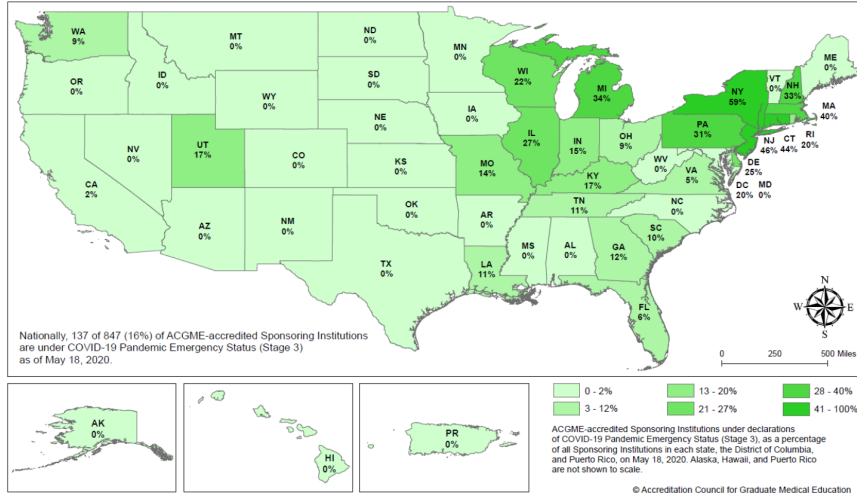 WA
9%
MT
0%
ND
0%
MN
0%
OR
0%
ID
0%
SD
0%
WY
0%
WI
22%
MI
34%
NY
59%
VT
0%
NH
33%
ME
0%
MA
40%
NV
0%
UT
17%
CO
0%
NE
0%
IA
0%
IL
27%
IN
15%
OH
9%
PA
31%
NJ
46%
CT
44%
RI
20%
CA
2%
KS
0%
MO
14%
KY
17%
WV
0%
VA
5%
DE
25%
DC
20%
MD
0%
AZ
0%
NM
0%
OK
0%
AR
0%
TN
11%
NC
0%
SC
10%
TX
0%
LA
11%
MS
0%
AL
0%
GA
12%
FL
6%
N
W E
S
Nationally, 137 of 847 (16%) of ACGME-accredited Sponsoring Institutions
are under COVID-19 Pandemic Emergency Status (Stage 3)
as of May 18, 2020.
0 250 500 Miles
AK
0%
HI
0%
PR
0%
0 - 2% 13 - 20% 28 - 40%
3 - 12% 21 - 27% 41 - 100%
ACGME-accredited Sponsoring Institutions under declarations
of COVID-19 Pandemic Emergency Status (Stage 3), as a percentage
of all Sponsoring Institutions in each state, the District of Columbia,
and Puerto Rico, on May 18, 2020. Alaska, Hawaii, and Puerto Rico
are not shown to scale.
© Accreditation Council for Graduate Medical Education